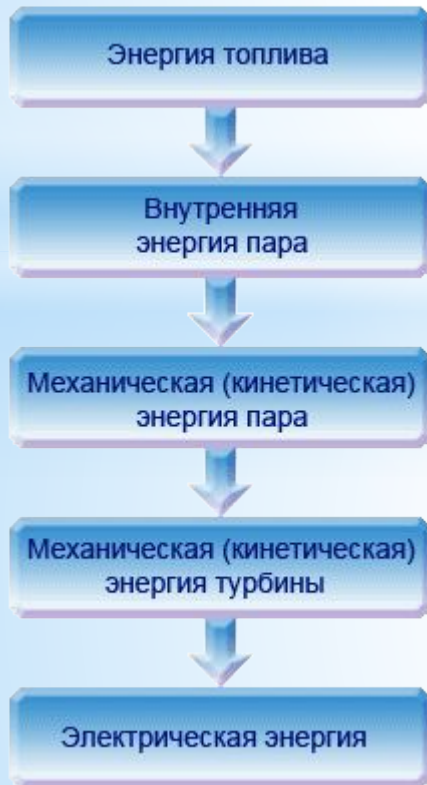 Энергия топлива
Внутренняя
энергия пара
Механическая (кинетическая)
энергия пара
Механическая (кинетическая)
энергия турбины
Электрическая энергия